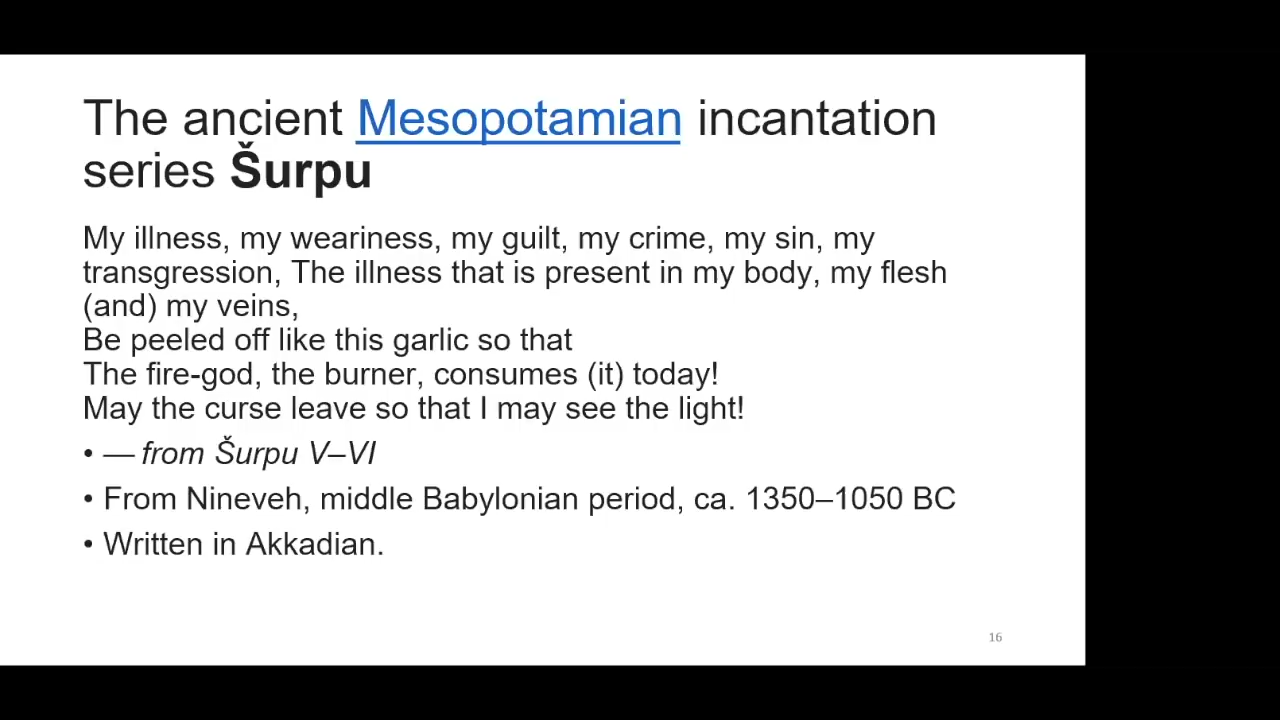 The ancient Mesopotamian incantation
series Šurpu
My illness, my weariness, my guilt, my crime, my sin, my
transgression, The illness that is present in my body, my flesh
(and) my veins,
Be peeled off like this garlic so that
The fire-god, the burner, consumes (it) today!
May the curse leave so that I may see the light!
• — from Šurpu V–VI
• From Nineveh, middle Babylonian period, ca. 1350–1050 BC
• Written in Akkadian.
16